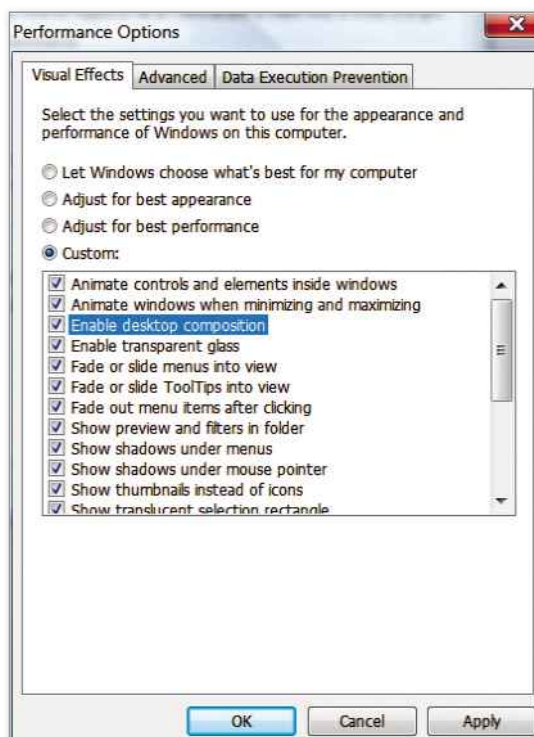 Performance Options
Visual Effects Advanced Data Execution Prevention
Select the settings you want to use for the appearance and
performance of Windows on this computer.
Let Windows choose what's best for my computer
Adjust for best appearance
Adjust for best performance
Custom:
Animate controls and elements inside windows
Animate windows when minimizing and maximizing
Enable desktop composition
Enable transparent glass
Fade or slide menus into view
Fade or slide ToolTips into view
Fade out menu items after clicking
Show preview and filters in folder
Show shadows under menus
Show shadows under mouse pointer
Show thumbnails instead of icons
Show translucent selection rectangle
OK Cancel Apply